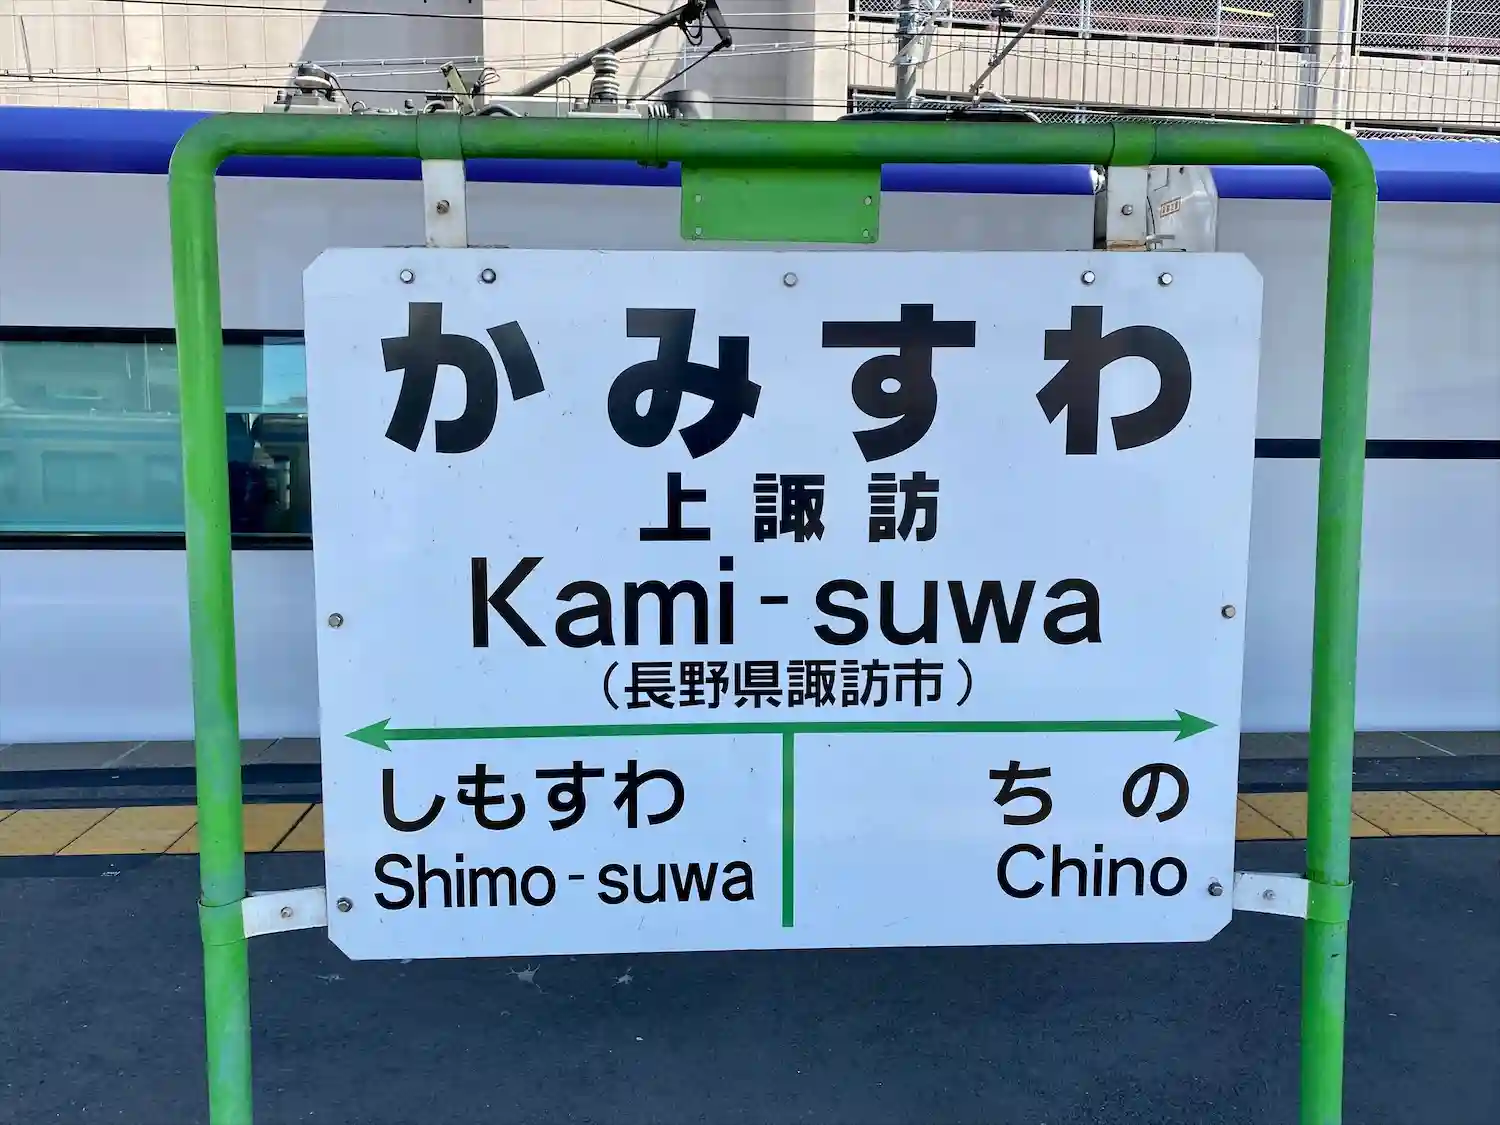 かみすわ
上諏訪
Kami-suwa
(長野県諏訪市)
しもすわ ちの
Shimo-suwa Chino